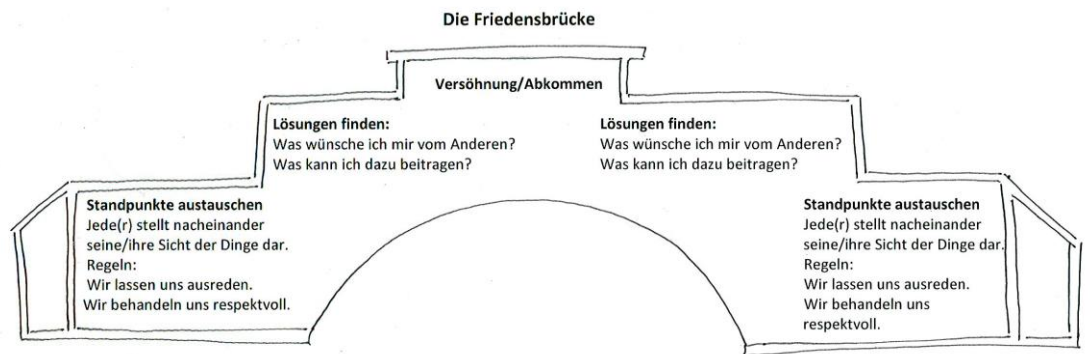 Die Friedensbrücke
Versöhnung/Abkommen
Lösungen finden:
Was wünsche ich mir vom Anderen?
Was kann ich dazu beitragen?
Lösungen finden:
Was wünsche ich mir vom Anderen?
Was kann ich dazu beitragen?
Standpunkte austauschen
Jede(r) stellt nacheinander
seine/ihre Sicht der Dinge dar.
Regeln:
Wir lassen uns ausreden.
Wir behandeln uns respektvoll.
Standpunkte austauschen
Jede(r) stellt nacheinander
seine/ihre Sicht der Dinge dar.
Regeln:
Wir lassen uns ausreden.
Wir behandeln uns
respektvoll.